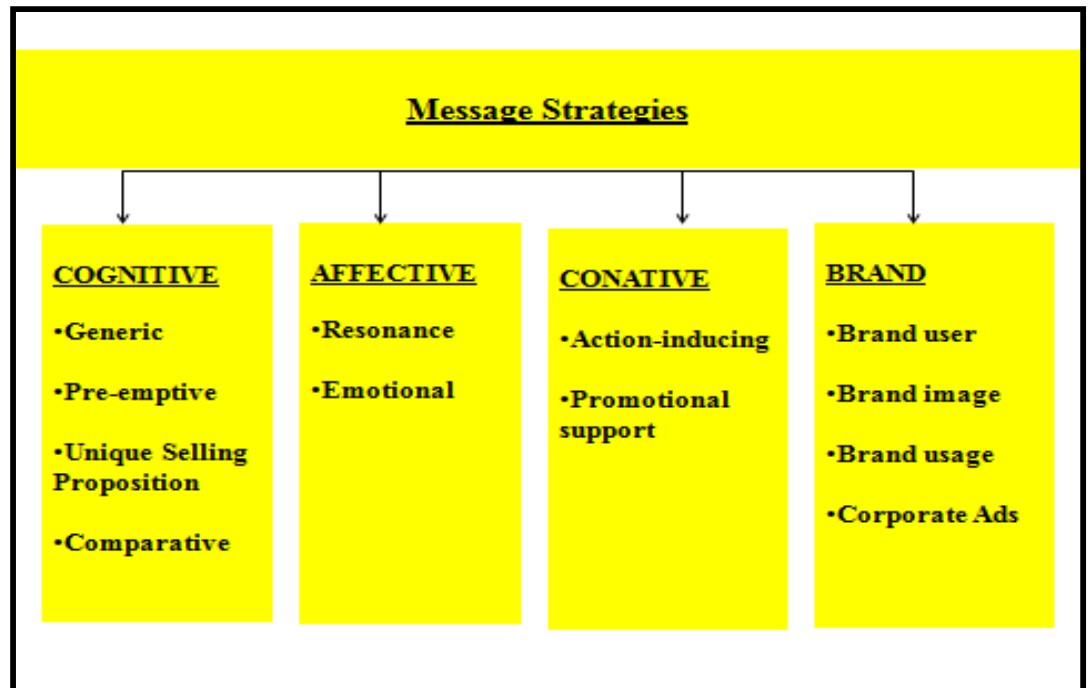 Message Strategies
COGNITIVE
•Generic
•Pre-emptive
•Unique Selling
Proposition
•Comparative
AFFECTIVE
•Resonance
•Emotional
CONATIVE
•Action-inducing
•Promotional
support
BRAND
•Brand user
•Brand image
•Brand usage
•Corporate Ads